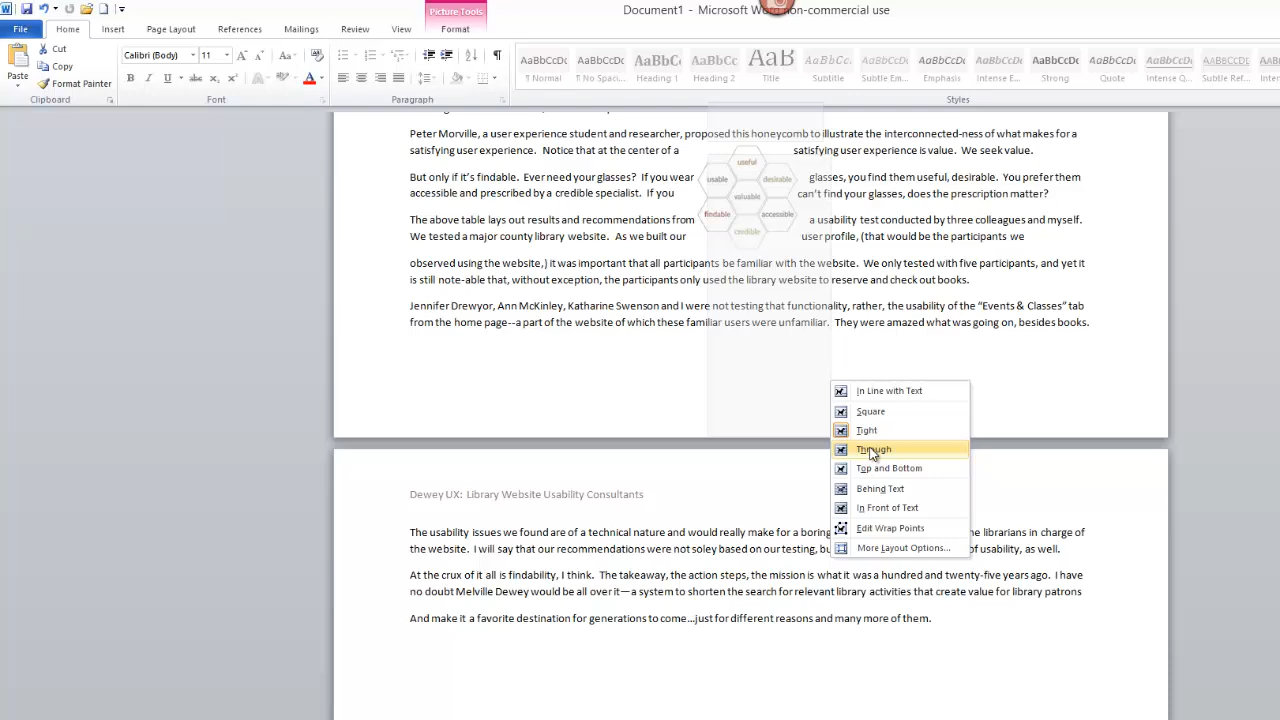 Document1 - Microsoft Word non-commercial use
Picture Tools
File Home Insert Page Layout References Mailings Review View Format
Paste
Cut
Copy
Format Painter
Clipboard
Calibri (Body) 11
Font
Paragraph
AaBbCcDc AaBbCcDc AaBbCc AaBbCc AaB AaBbCc. AaBbCcDc AaBbCcDc AaBbCcDc AaBbCcDc AaBbCcDc AaBbCcDc AABBCCDC
¶ Normal ¶ No Spaci... Heading 1 Heading 2 Title Subtitle Subtle Em... Emphasis Intense E... Strong Quote Intense Q... Subtle Ref...
Styles
Peter Morville, a user experience student and researcher, proposed this honeycomb to illustrate the interconnected-ness of what makes for a
satisfying user experience. Notice that at the center of a satisfying user experience is value. We seek value.
But only if it's findable. Ever need your glasses? If you wear glasses, you find them useful, desirable. You prefer them
accessible and prescribed by a credible specialist. If you can't find your glasses, does the prescription matter?
useful
usable
desirable
valuable
findable
accessible
credible
The above table lays out results and recommendations from a usability test conducted by three colleagues and myself.
We tested a major county library website. As we built our user profile, (that would be the participants we
observed using the website,) it was important that all participants be familiar with the website. We only tested with five participants, and yet it
is still note-able that, without exception, the participants only used the library website to reserve and check out books.
Jennifer Drewyor, Ann McKinley, Katharine Swenson and I were not testing that functionality, rather, the usability of the "Events & Classes" tab
from the home page--a part of the website of which these familiar users were unfamiliar. They were amazed what was going on, besides books.
In Line with Text
Square
Tight
Through
Top and Bottom
Behind Text
In Front of Text
Edit Wrap Points
More Layout Options...
Dewey UX: Library Website Usability Consultants
The usability issues we found are of a technical nature and would really make for a boring the librarians in charge of
the website. I will say that our recommendations were not soley based on our testing, of usability, as well.
At the crux of it all is findability, I think. The takeaway, the action steps, the mission is what it was a hundred and twenty-five years ago. I have
no doubt Melville Dewey would be all over it—a system to shorten the search for relevant library activities that create value for library patrons
And make it a favorite destination for generations to come...just for different reasons and many more of them.